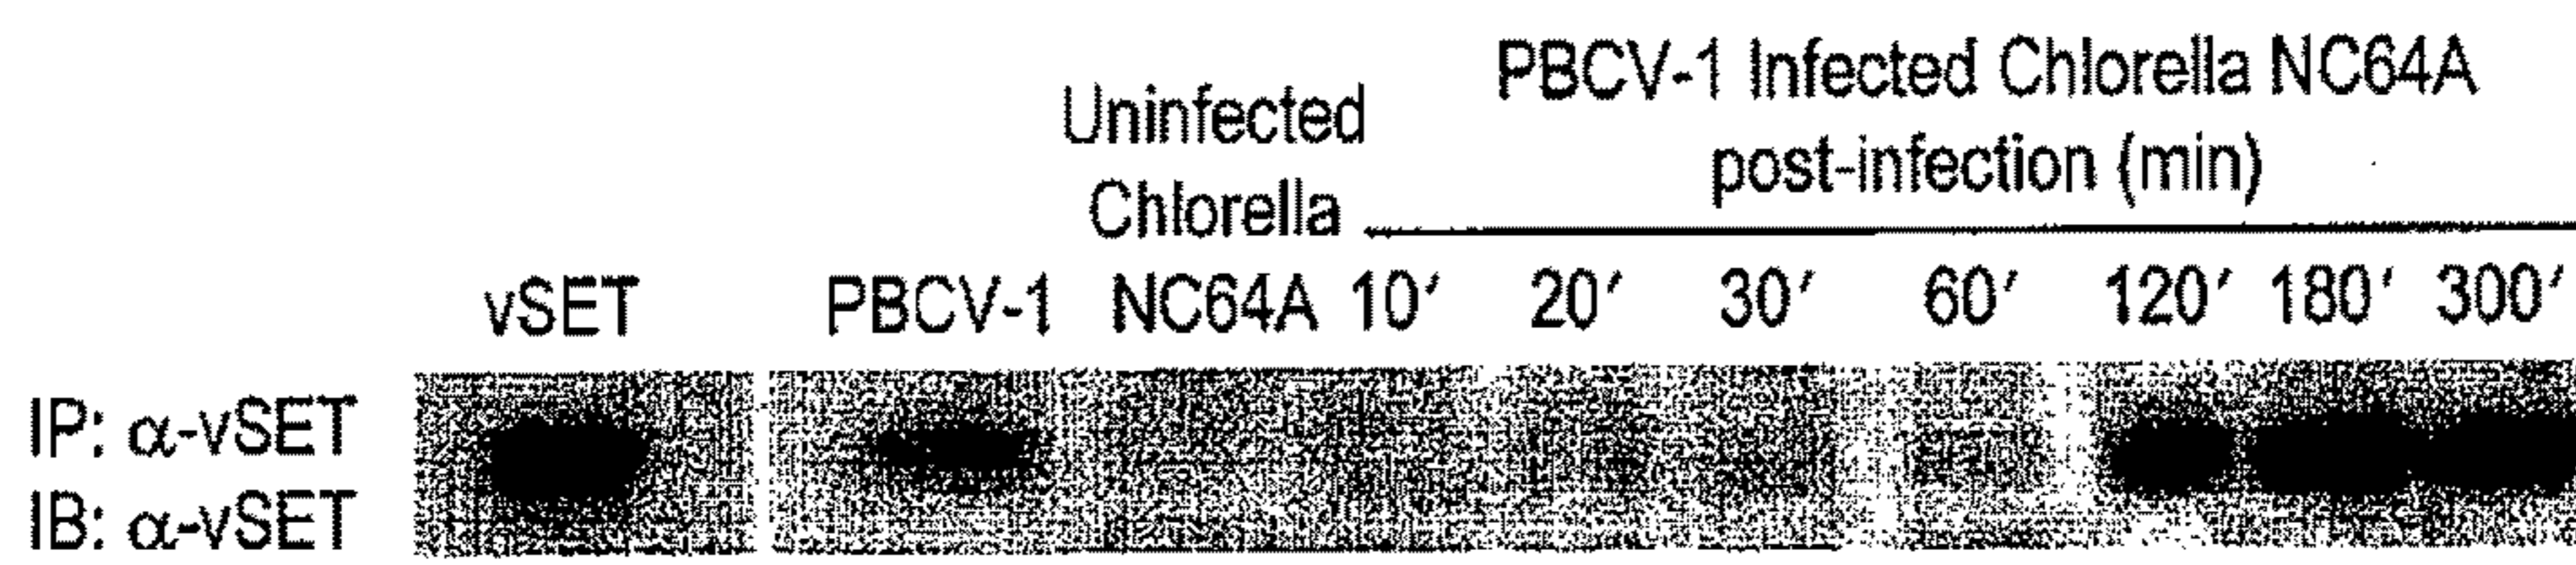 PBCV-1 Infected Chlorella NC64A
post-infection (min)
Uninfected
Chlorella
vSET PBCV-1 NC64A 10′ 20′ 30′ 60′ 120′ 180′ 300′
IP: α-vSET
IB: α-vSET